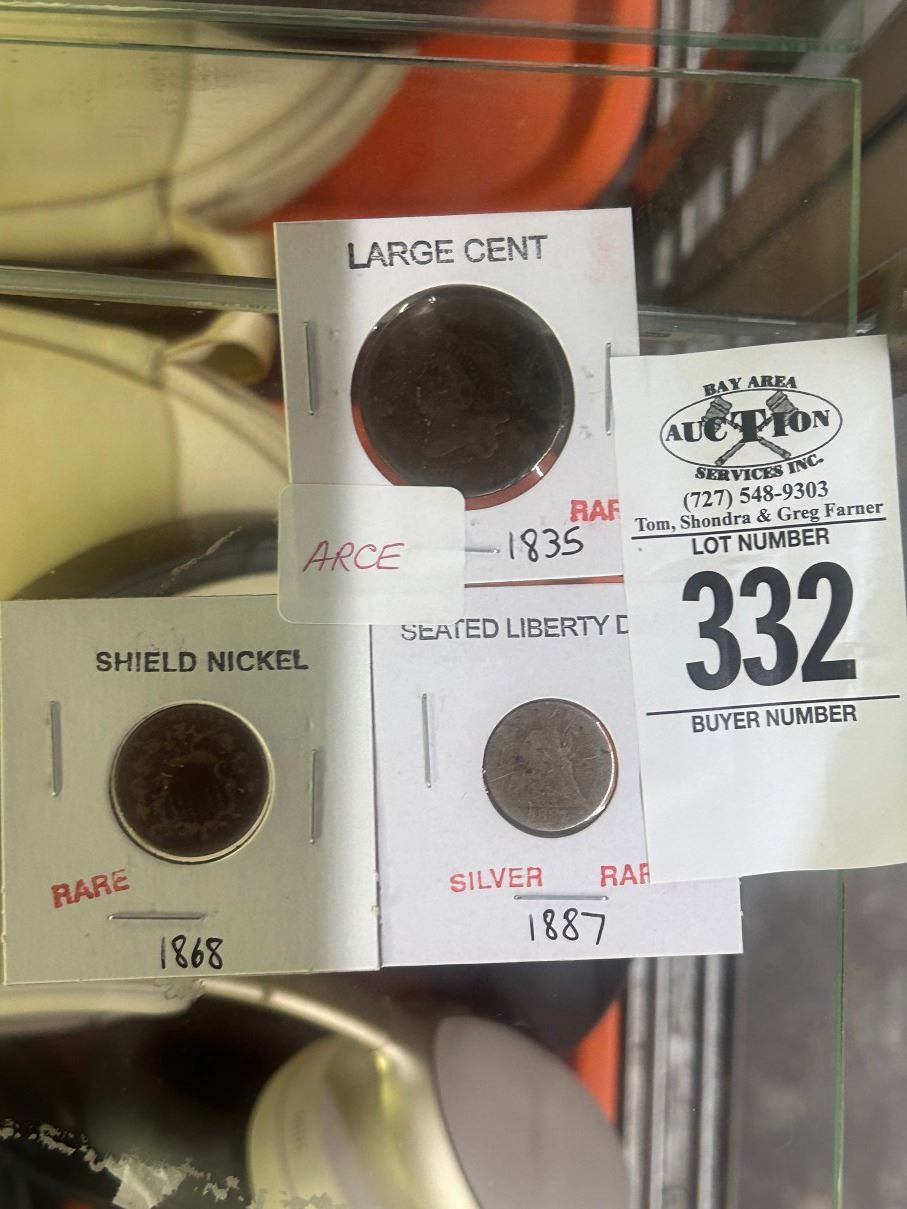 LARGE CENT
RAR
1835
ARCE
SHIELD NICKEL
RARE
1868
SEATED LIBERTY D
SILVER RAR
1887
BAY AREA
AUCTION
SERVICES INC.
(727) 548-9303
Tom, Shondra & Greg Farner
LOT NUMBER
332
BUYER NUMBER